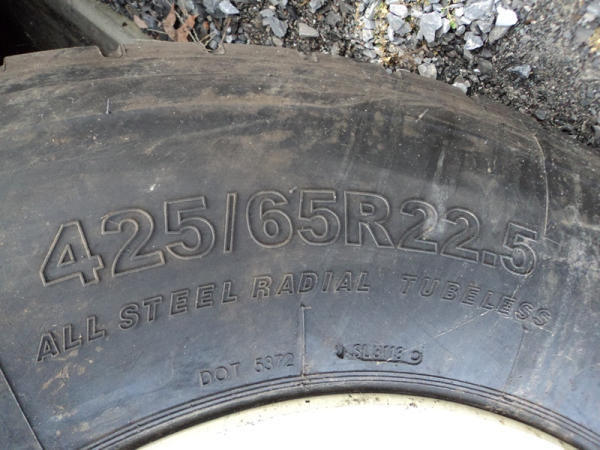 425/65R22.5
ALL STEEL RADIAL TUBELESS
DOT 5372